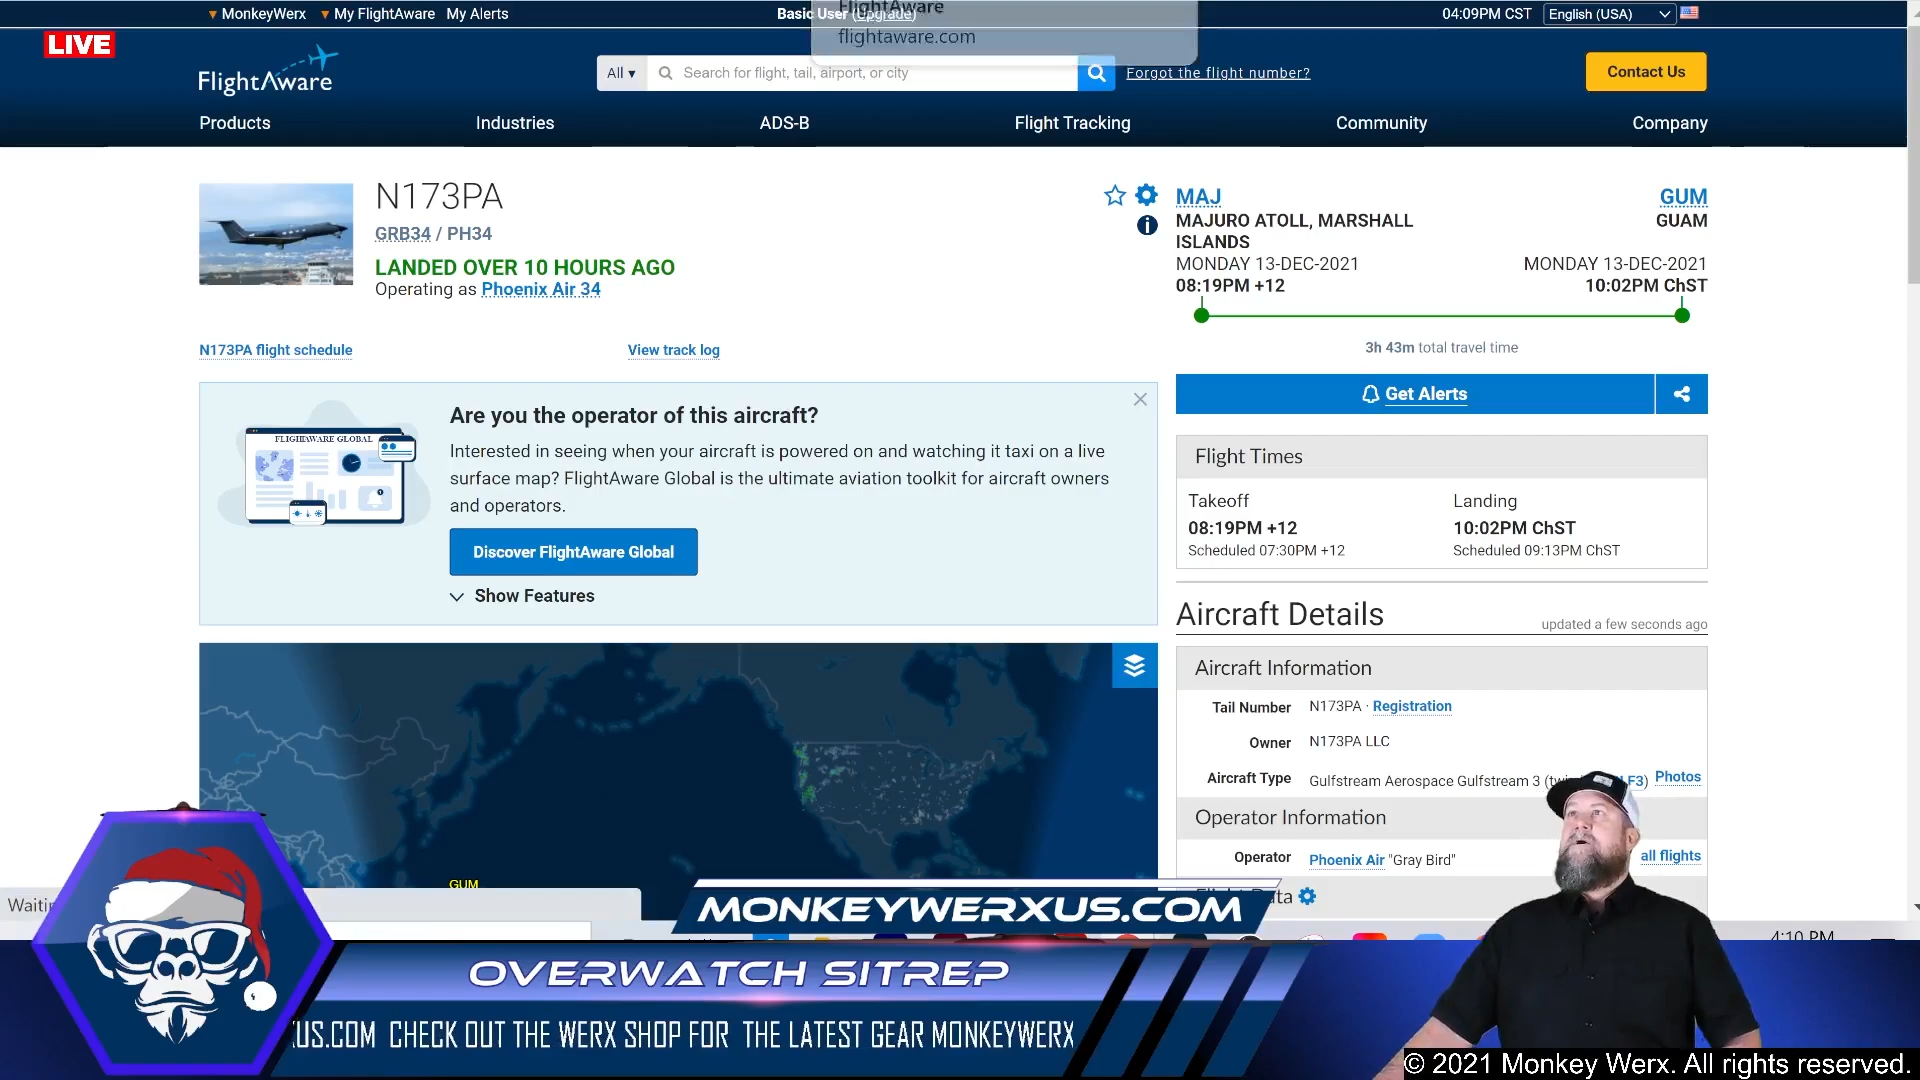 MonkeyWerx My FlightAware My Alerts
Basic User (Upgrade)
04:09PM CST English (USA)
FlightAware
flightaware.com
LIVE
FlightAware
All
Search for flight, tail, airport, or city
Forgot the flight number?
Contact Us
Products Industries ADS-B Flight Tracking Community Company
N173PA
GRB34 / PH34
LANDED OVER 10 HOURS AGO
Operating as Phoenix Air 34
N173PA flight schedule View track log
MAJ GUM
MAJURO ATOLL, MARSHALL ISLANDS GUAM
MONDAY 13-DEC-2021 MONDAY 13-DEC-2021
08:19PM +12 10:02PM ChST
3h 43m total travel time
Get Alerts
FLIGHTAWARE GLOBAL
Are you the operator of this aircraft?
Interested in seeing when your aircraft is powered on and watching it taxi on a live
surface map? FlightAware Global is the ultimate aviation toolkit for aircraft owners
and operators.
Discover FlightAware Global
Show Features
Flight Times
Takeoff Landing
08:19PM +12 10:02PM ChST
Scheduled 07:30PM +12 Scheduled 09:13PM ChST
Aircraft Details updated a few seconds ago
Aircraft Information
Tail Number N173PA · Registration
Owner N173PA LLC
Aircraft Type Gulfstream Aerospace Gulfstream 3 Photos
Operator Information
Operator Phoenix Air "Gray Bird" all flights
GUM
4:10 PM
MONKEYWERXUS.COM
OVERWATCH SITREP
US.COM CHECK OUT THE WERX SHOP FOR THE LATEST GEAR MONKEYWERX
© 2021 Monkey Werx. All rights reserved.